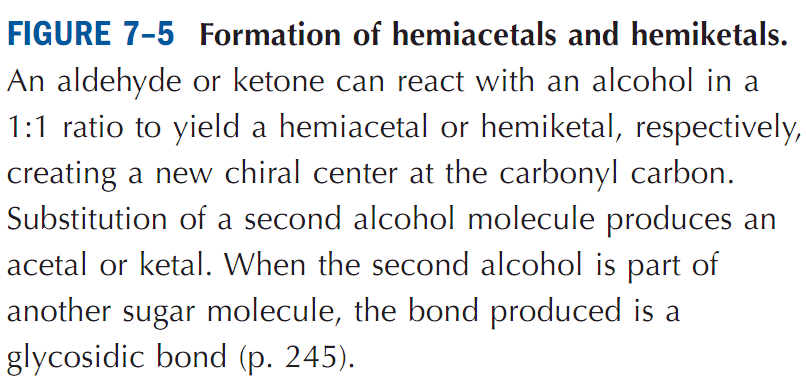 FIGURE 7–5 Formation of hemiacetals and hemiketals.
An aldehyde or ketone can react with an alcohol in a
1:1 ratio to yield a hemiacetal or hemiketal, respectively,
creating a new chiral center at the carbonyl carbon.
Substitution of a second alcohol molecule produces an
acetal or ketal. When the second alcohol is part of
another sugar molecule, the bond produced is a
glycosidic bond (p. 245).